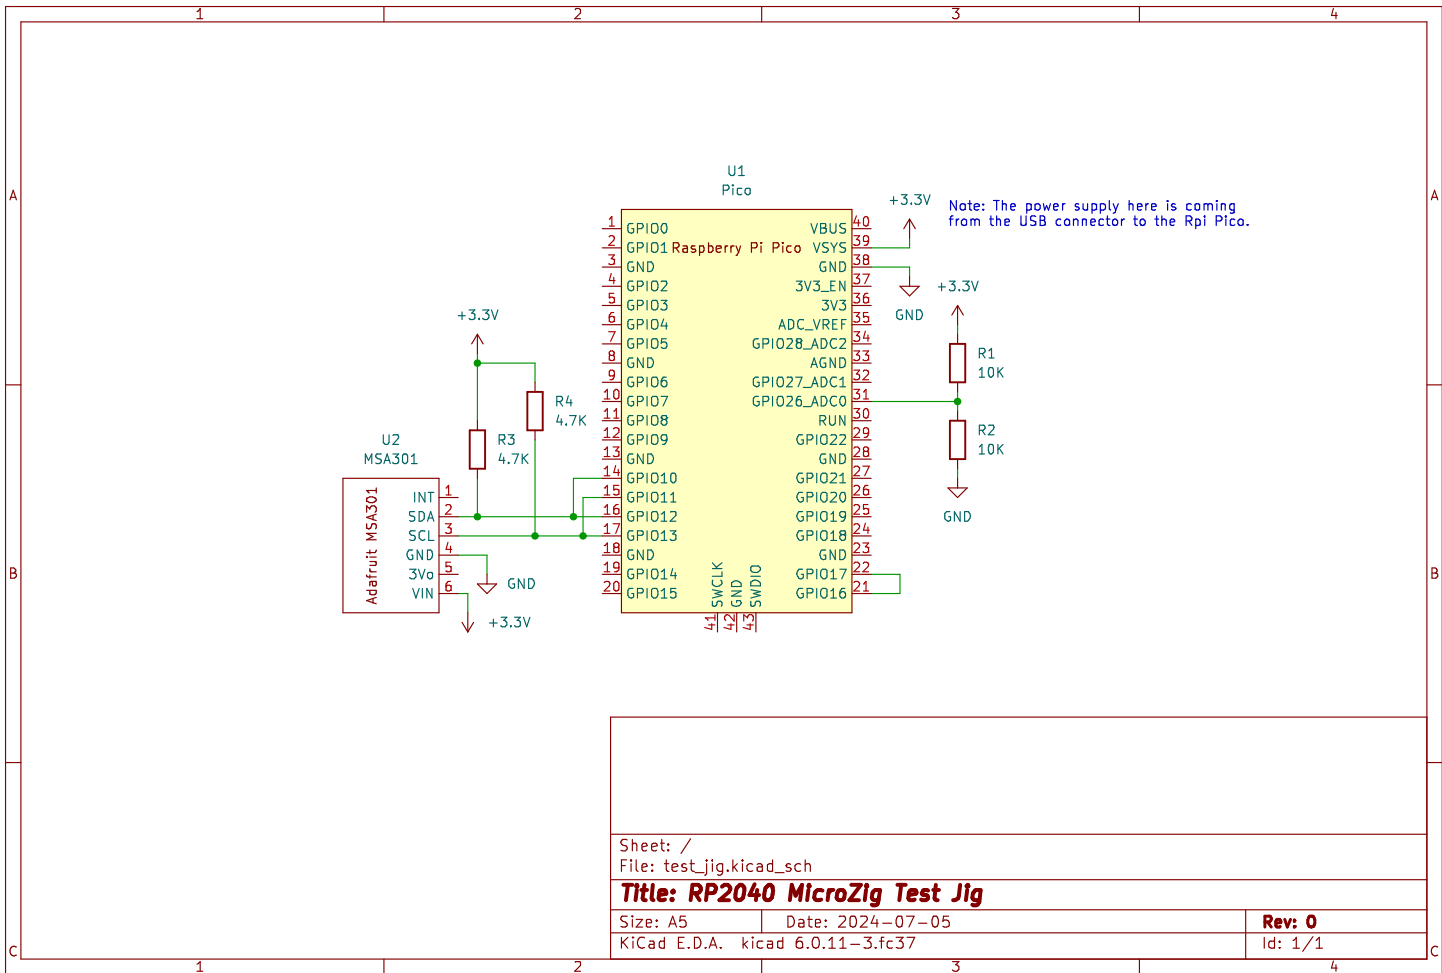 1 2 3 4
A A
B B
C C
U1
Pico
Raspberry Pi Pico
1 GPIO0
2 GPIO1
3 GND
4 GPIO2
5 GPIO3
6 GPIO4
7 GPIO5
8 GND
9 GPIO6
10 GPIO7
11 GPIO8
12 GPIO9
13 GND
14 GPIO10
15 GPIO11
16 GPIO12
17 GPIO13
18 GND
19 GPIO14
20 GPIO15
VBUS 40
VSYS 39
GND 38
3V3_EN 37
3V3 36
ADC_VREF 35
GPIO28_ADC2 34
AGND 33
GPIO27_ADC1 32
GPIO26_ADC0 31
RUN 30
GPIO22 29
GND 28
GPIO21 27
GPIO20 26
GPIO19 25
GPIO18 24
GND 23
GPIO17 22
GPIO16 21
SWCLK 41
GND 42
SWDIO 43
+3.3V
GND
Note: The power supply here is coming
from the USB connector to the Rpi Pico.
+3.3V
R1
10K
R2
10K
GND
+3.3V
R4
4.7K
R3
4.7K
U2
MSA301
Adafruit MSA301
INT 1
SDA 2
SCL 3
GND 4
3Vo 5
VIN 6
GND
+3.3V
Sheet: /
File: test_jig.kicad_sch
Title: RP2040 MicroZig Test Jig
Size: A5 Date: 2024-07-05 Rev: 0
KiCad E.D.A. kicad 6.0.11-3.fc37 Id: 1/1
1 2 3 4